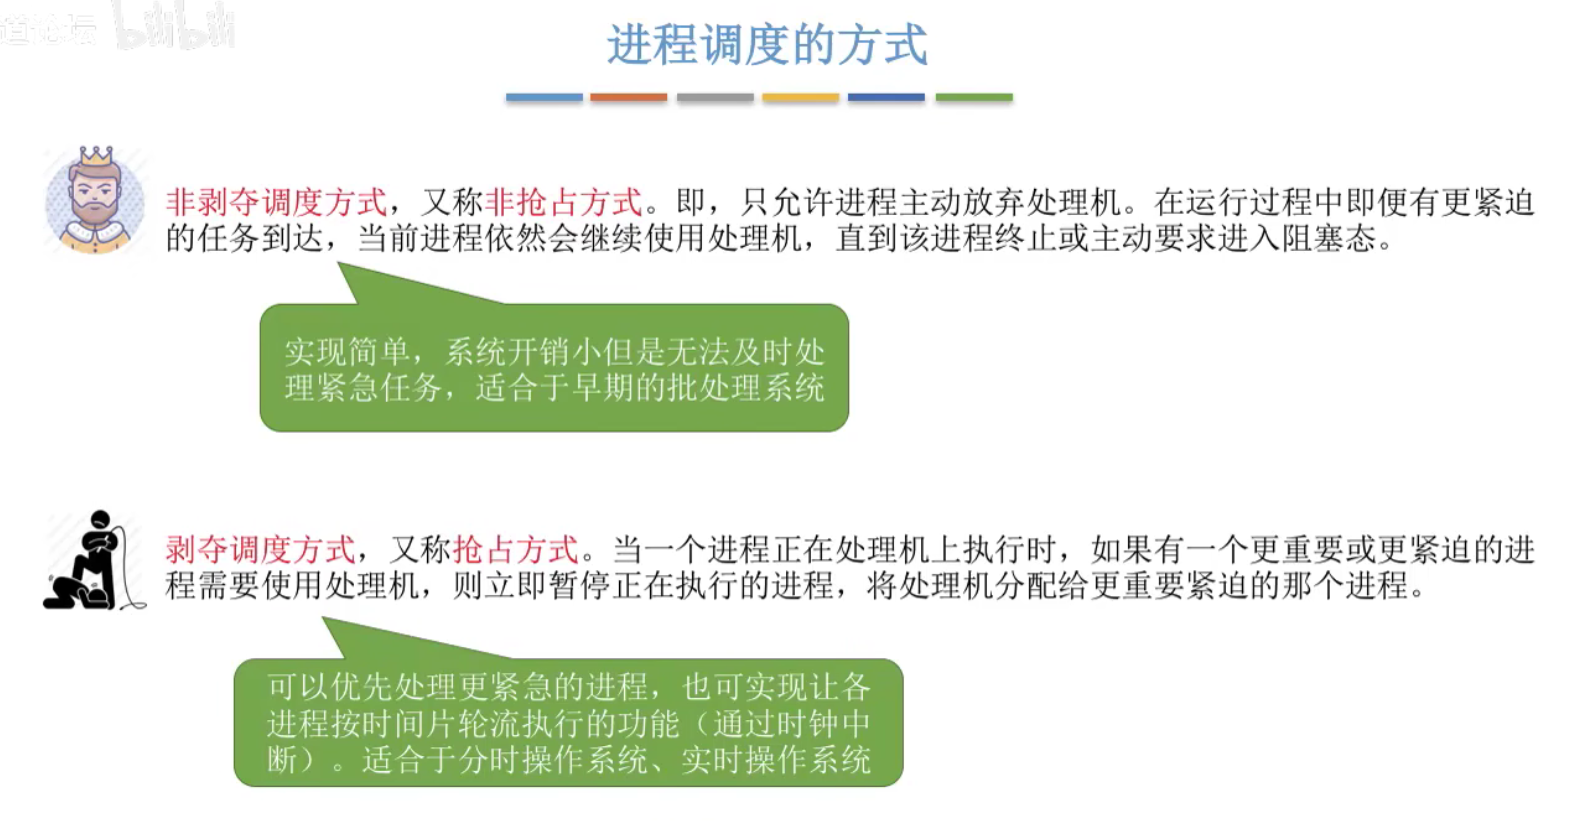 道论坛 bilibili
进程调度的方式
非剥夺调度方式，又称非抢占方式。即，只允许进程主动放弃处理机。在运行过程中即便有更紧迫
的任务到达，当前进程依然会继续使用处理机，直到该进程终止或主动要求进入阻塞态。
实现简单，系统开销小但是无法及时处
理紧急任务，适合于早期的批处理系统
剥夺调度方式，又称抢占方式。当一个进程正在处理机上执行时，如果有一个更重要或更紧迫的进
程需要使用处理机，则立即暂停正在执行的进程，将处理机分配给更重要紧迫的那个进程。
可以优先处理更紧急的进程，也可实现让各
进程按时间片轮流执行的功能（通过时钟中
断）。适合于分时操作系统、实时操作系统